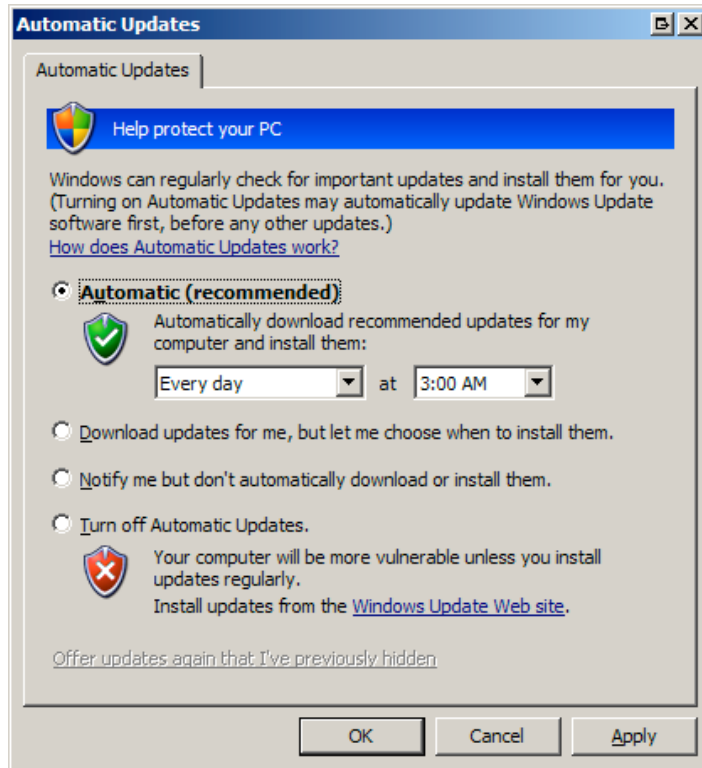 Automatic Updates
Automatic Updates
Help protect your PC
Windows can regularly check for important updates and install them for you.
(Turning on Automatic Updates may automatically update Windows Update
software first, before any other updates.)
How does Automatic Updates work?
Automatic (recommended)
Automatically download recommended updates for my
computer and install them:
Every day at 3:00 AM
Download updates for me, but let me choose when to install them.
Notify me but don't automatically download or install them.
Turn off Automatic Updates.
Your computer will be more vulnerable unless you install
updates regularly.
Install updates from the Windows Update Web site.
Offer updates again that I've previously hidden
OK Cancel Apply